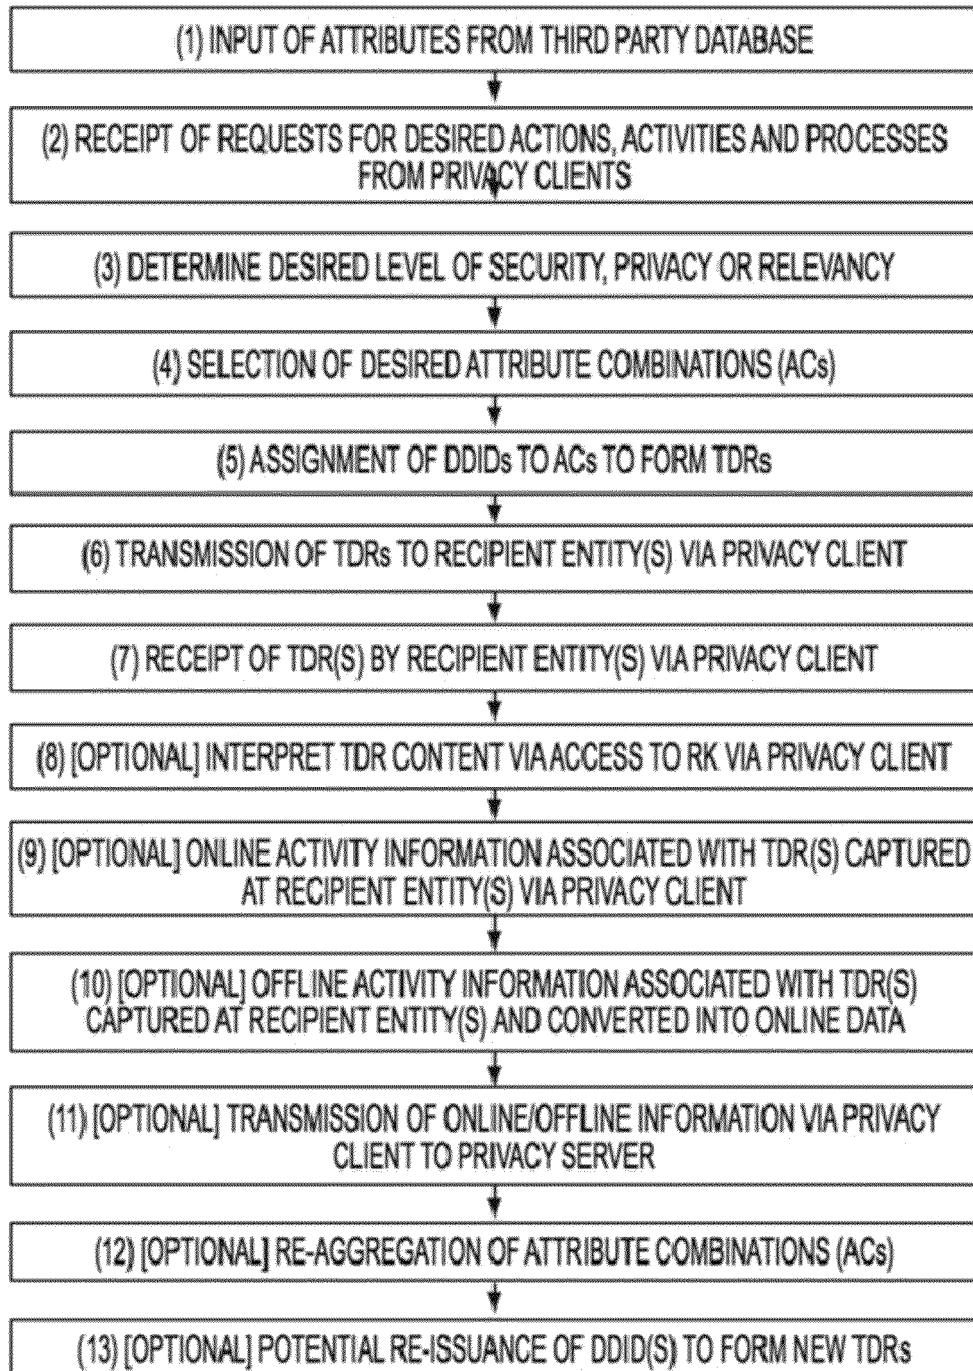 (1) INPUT OF ATTRIBUTES FROM THIRD PARTY DATABASE
(2) RECEIPT OF REQUESTS FOR DESIRED ACTIONS, ACTIVITIES AND PROCESSES
FROM PRIVACY CLIENTS
(3) DETERMINE DESIRED LEVEL OF SECURITY, PRIVACY OR RELEVANCY
(4) SELECTION OF DESIRED ATTRIBUTE COMBINATIONS (ACs)
(5) ASSIGNMENT OF DDIDs TO ACs TO FORM TDRs
(6) TRANSMISSION OF TDRs TO RECIPIENT ENTITY(S) VIA PRIVACY CLIENT
(7) RECEIPT OF TDR(S) BY RECIPIENT ENTITY(S) VIA PRIVACY CLIENT
(8) [OPTIONAL] INTERPRET TDR CONTENT VIA ACCESS TO RK VIA PRIVACY CLIENT
(9) [OPTIONAL] ONLINE ACTIVITY INFORMATION ASSOCIATED WITH TDR(S) CAPTURED
AT RECIPIENT ENTITY(S) VIA PRIVACY CLIENT
(10) [OPTIONAL] OFFLINE ACTIVITY INFORMATION ASSOCIATED WITH TDR(S)
CAPTURED AT RECIPIENT ENTITY(S) AND CONVERTED INTO ONLINE DATA
(11) [OPTIONAL] TRANSMISSION OF ONLINE/OFFLINE INFORMATION VIA PRIVACY
CLIENT TO PRIVACY SERVER
(12) [OPTIONAL] RE-AGGREGATION OF ATTRIBUTE COMBINATIONS (ACs)
(13) [OPTIONAL] POTENTIAL RE-ISSUANCE OF DDID(S) TO FORM NEW TDRs